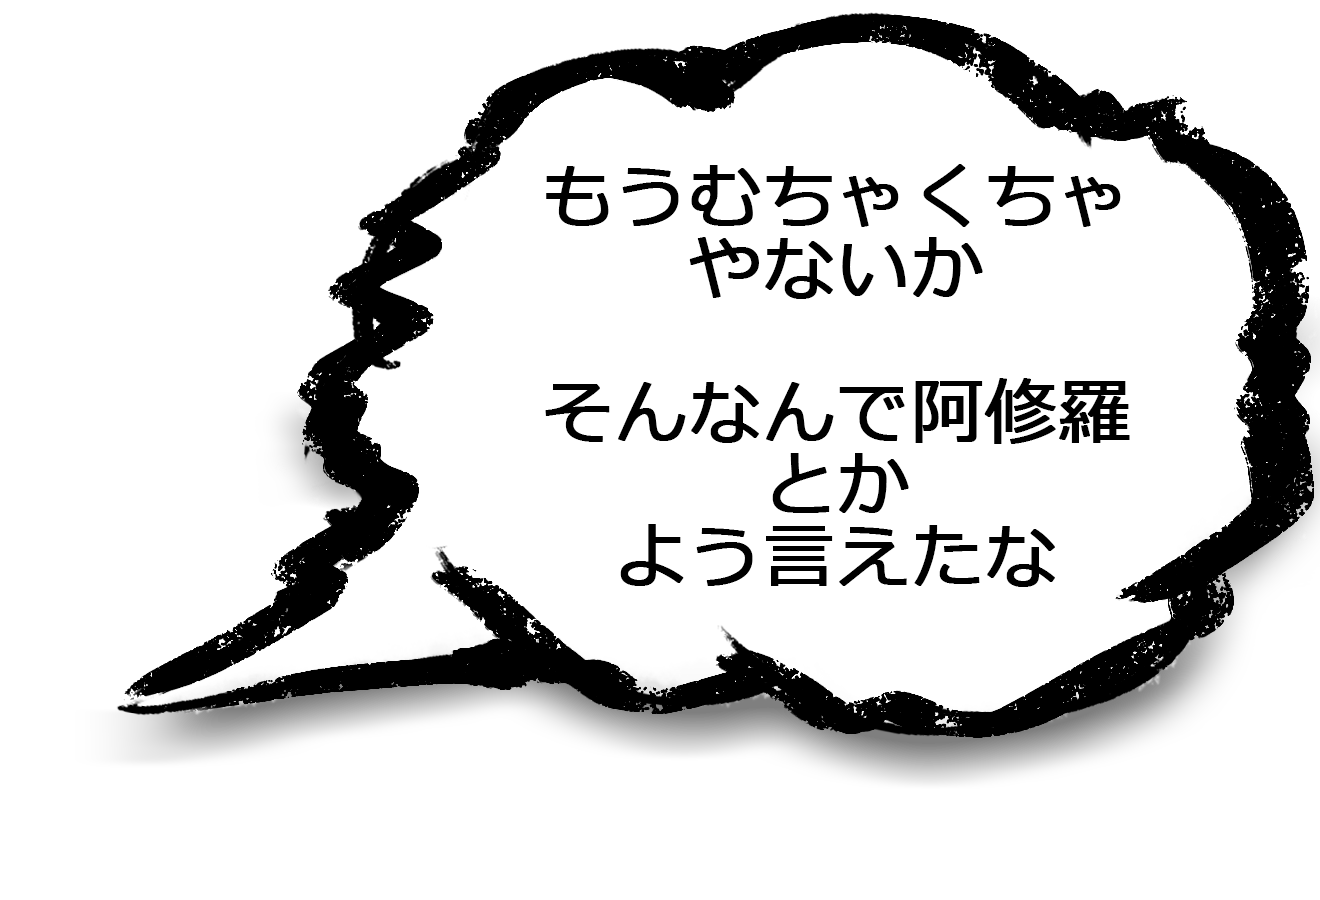 もうむちゃくちゃ
やないか
そんなんで阿修羅
とか
よう言えたな